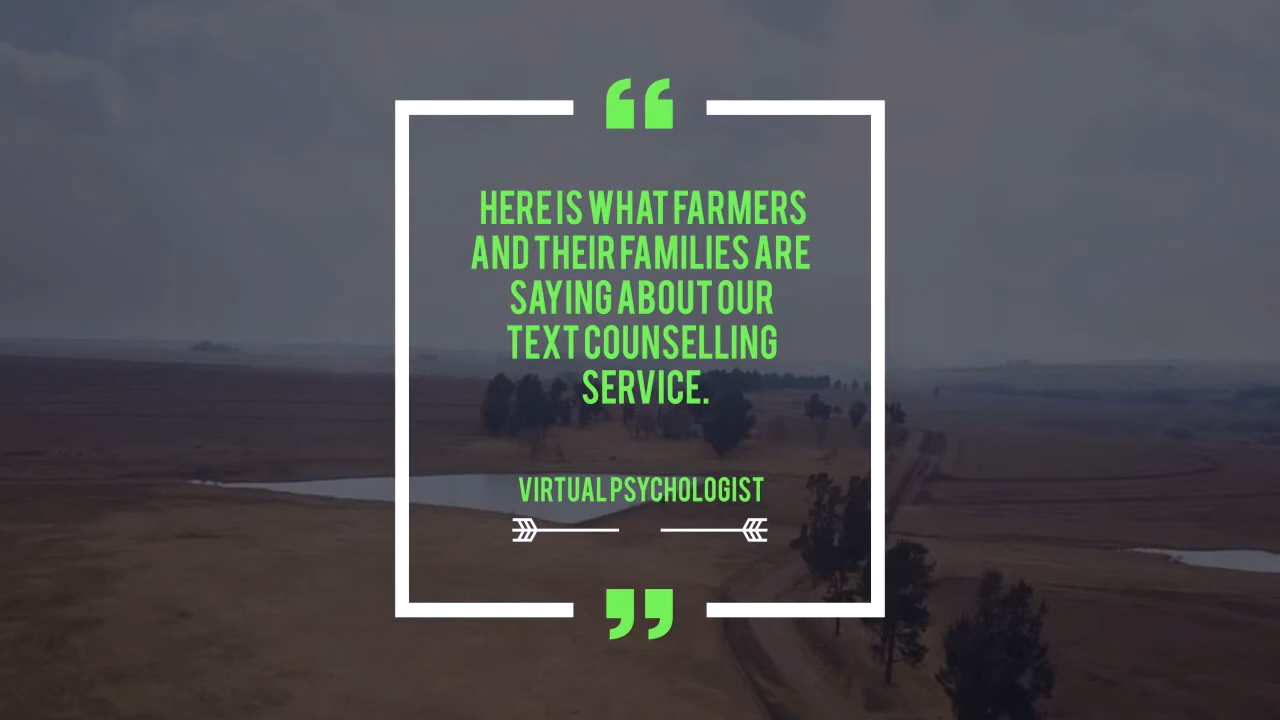 “
HERE IS WHAT FARMERS
AND THEIR FAMILIES ARE
SAYING ABOUT OUR
TEXT COUNSELLING
SERVICE.
VIRTUAL PSYCHOLOGIST
”